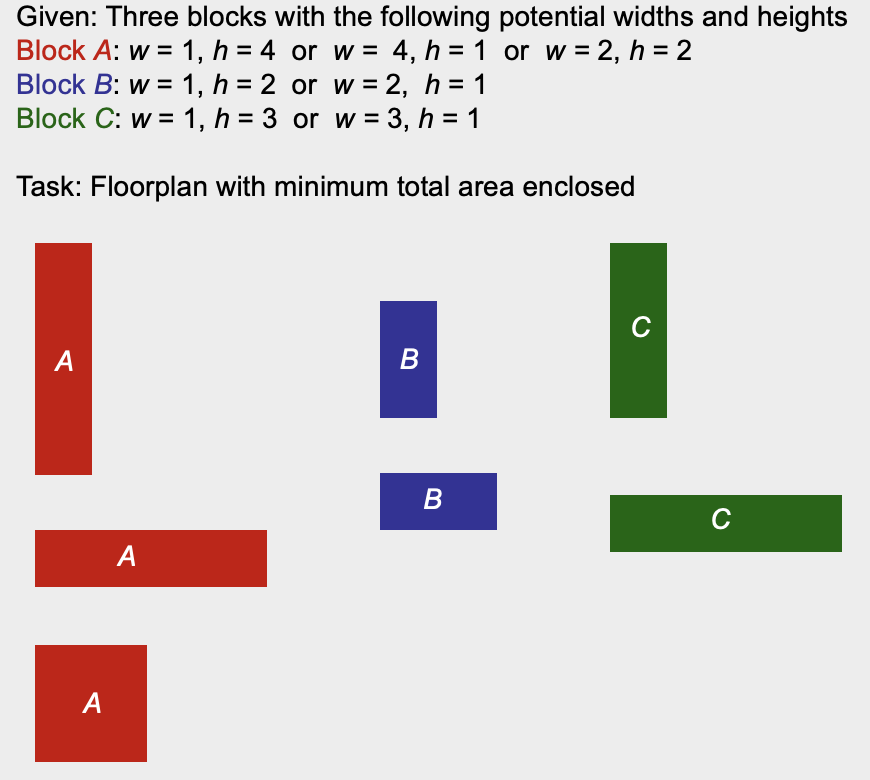 Given: Three blocks with the following potential widths and heights
Block A: w = 1, h = 4 or w = 4, h = 1 or w = 2, h = 2
Block B: w = 1, h = 2 or w = 2, h = 1
Block C: w = 1, h = 3 or w = 3, h = 1
Task: Floorplan with minimum total area enclosed
A
B
C
B
C
A
A